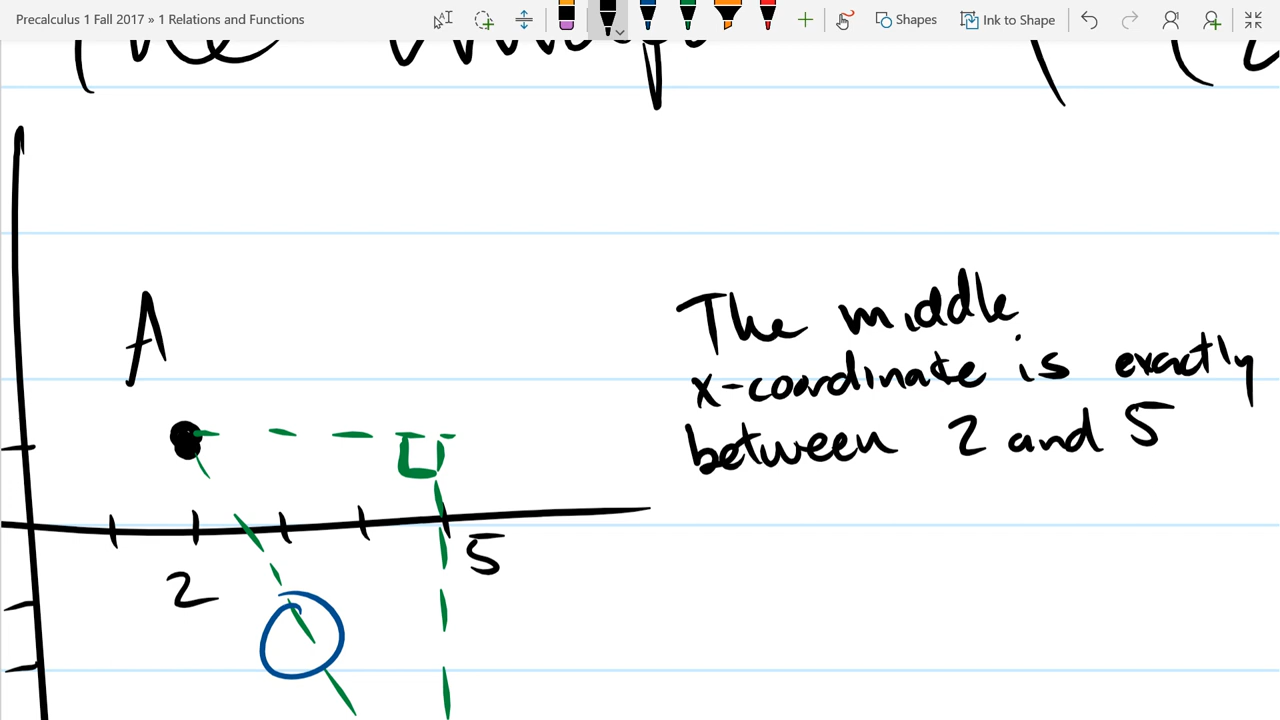 Precalculus 1 Fall 2017 » 1 Relations and Functions
Shapes
Ink to Shape
The
A
2
5
The middle
x-coordinate is exactly
between 2 and 5